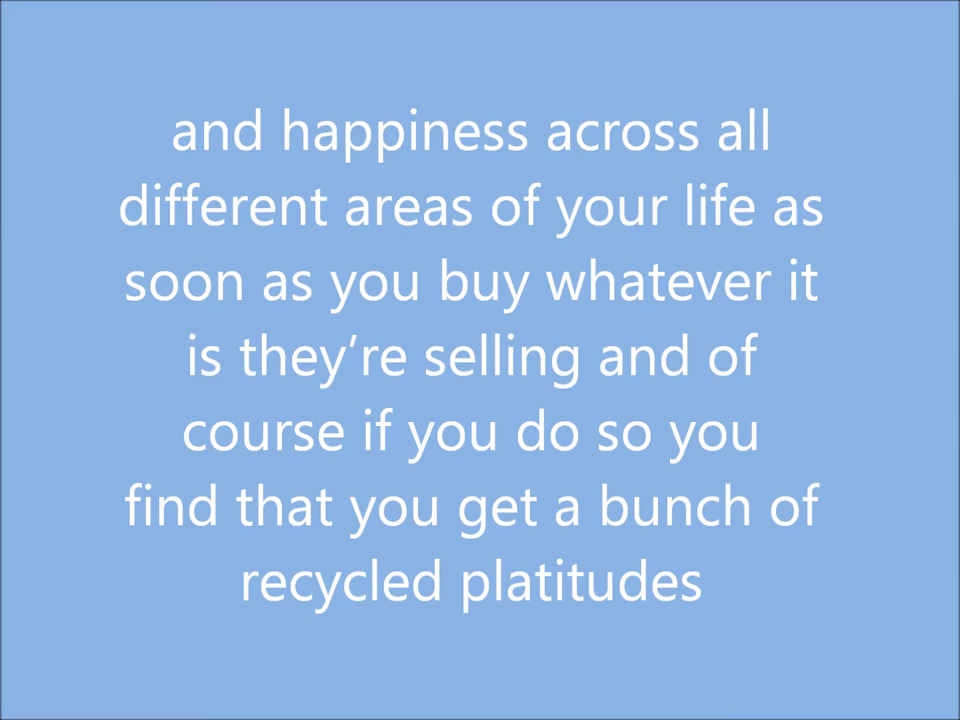 and happiness across all
different areas of your life as
soon as you buy whatever it
is they’re selling and of
course if you do so you
find that you get a bunch of
recycled platitudes